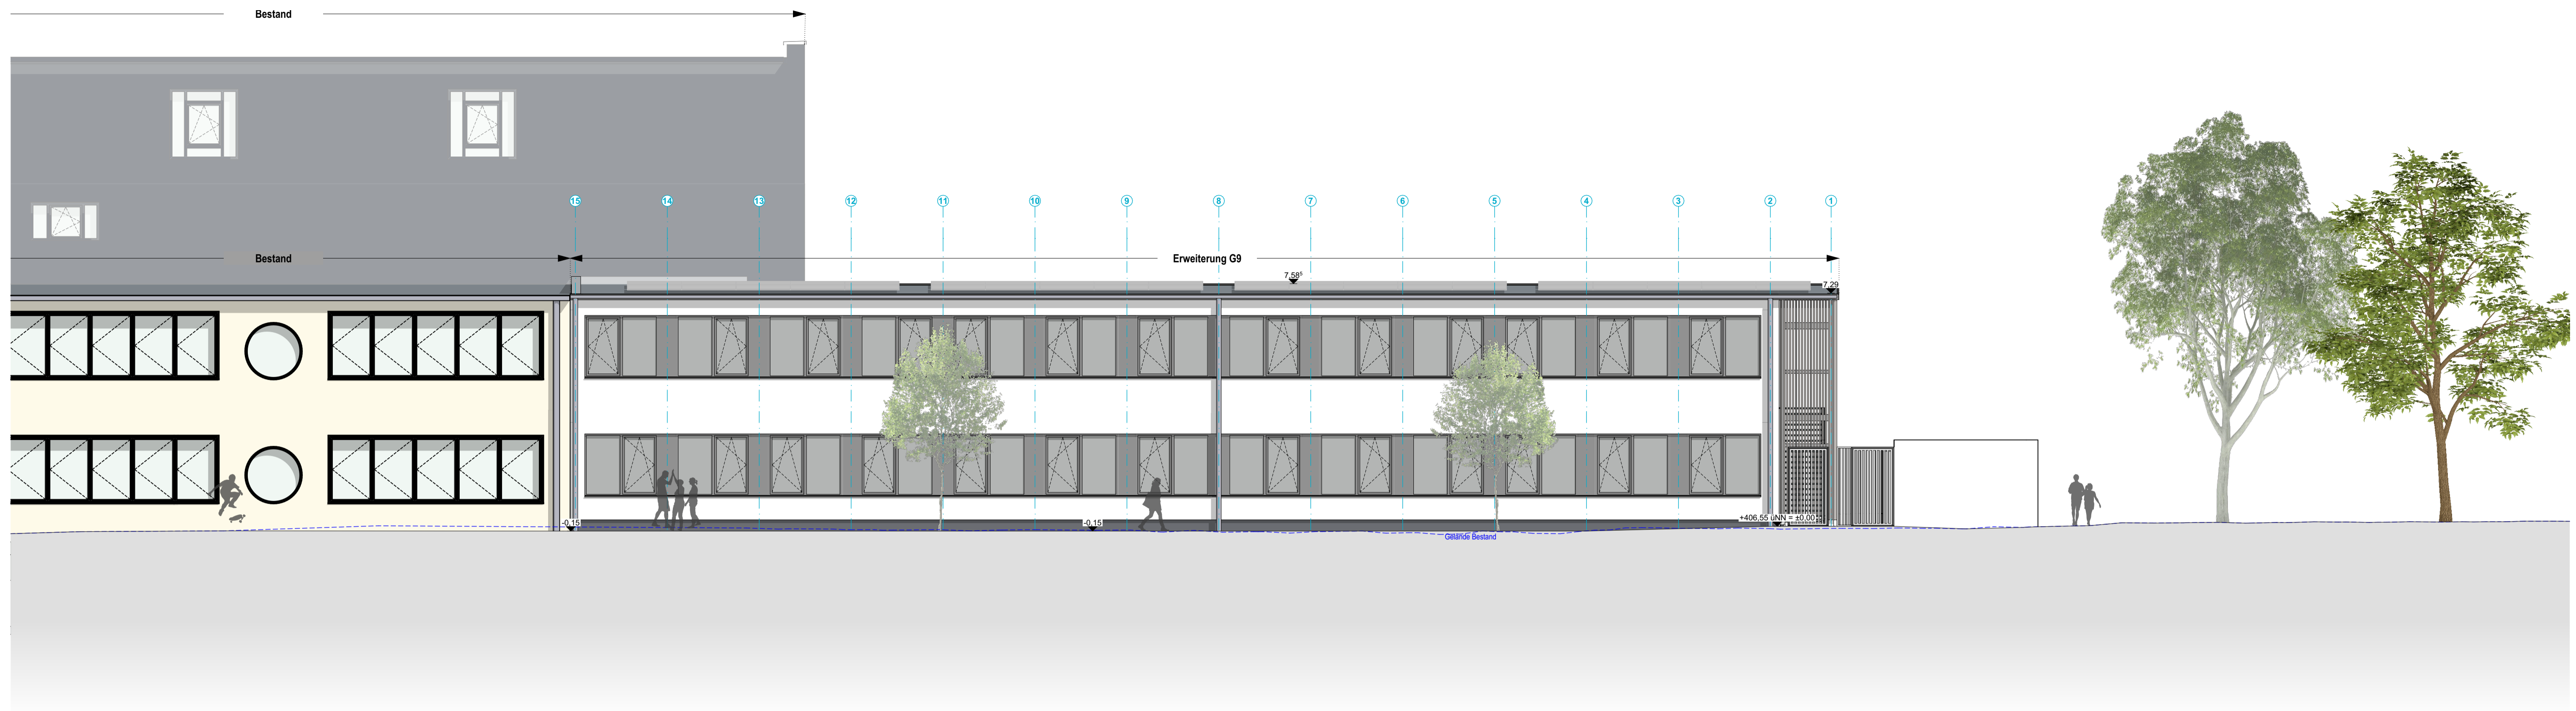 Bestand
15 14 13 12 11 10 9 8 7 6 5 4 3 2 1
Bestand
Erweiterung G9
7,58⁵
7,29
-0,15
-0,15
+406,55 üNN = ±0,00
Gelände Bestand